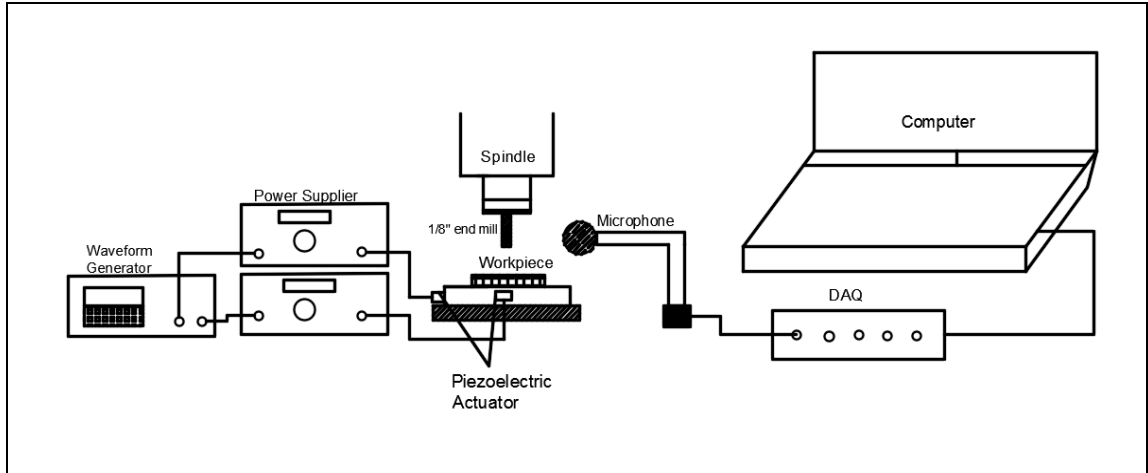 Waveform
Generator
Power Supplier
Spindle
1/8" end mill
Workpiece
Piezoelectric
Actuator
Microphone
DAQ
Computer